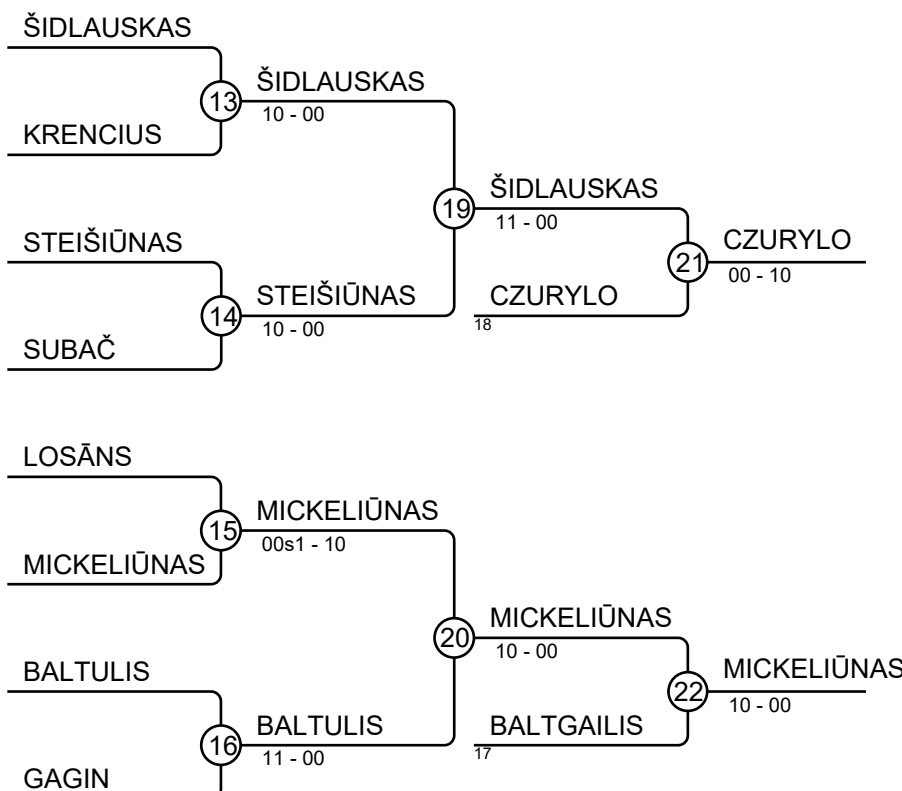 ŠIDLAUSKAS
13
ŠIDLAUSKAS
10 - 00
KRENCIUS
19
ŠIDLAUSKAS
11 - 00
STEIŠIŪNAS
21
CZURYLO
00 - 10
14
STEIŠIŪNAS
10 - 00
CZURYLO
18
SUBAČ
LOSĀNS
15
MICKELIŪNAS
00s1 - 10
MICKELIŪNAS
20
MICKELIŪNAS
10 - 00
BALTULIS
22
MICKELIŪNAS
10 - 00
16
BALTULIS
11 - 00
BALTGAILIS
17
GAGIN